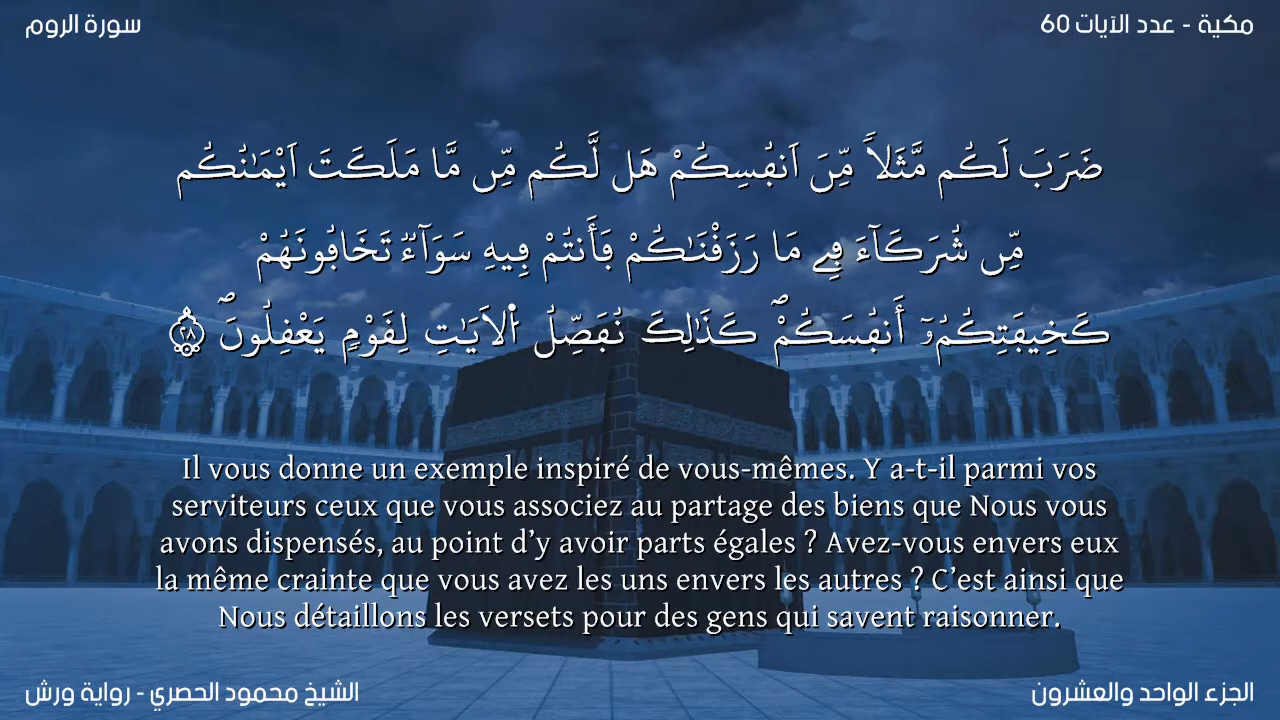 مكية - عدد الآيات 60
سورة الروم
ضَرَبَ لَكُم مَّثَلاٗ مِّنَ اَنفُسِكُمْ هَل لَّكُم مِّن مَّا مَلَكَتَ اَيْمَٰنُكُم
مِّن شُرَكَآءَ فِے مَا رَزَقْنَٰكُمْ فَأَنتُمْ فِيهِ سَوَآءٞ تَخَافُونَهُمْ
كَخِيفَتِكُمُۥٓ أَنفُسَكُمْۖ كَذَٰلِكَ نُفَصِّلُ اُ۬لَايَٰتِ لِقَوْمٖ يَعْقِلُونَۖ ۝٢٨
Il vous donne un exemple inspiré de vous-mêmes. Y a-t-il parmi vos
serviteurs ceux que vous associez au partage des biens que Nous vous
avons dispensés, au point d’y avoir parts égales ? Avez-vous envers eux
la même crainte que vous avez les uns envers les autres ? C’est ainsi que
Nous détaillons les versets pour des gens qui savent raisonner.
الجزء الواحد والعشرون
الشيخ محمود الحصري - رواية ورش